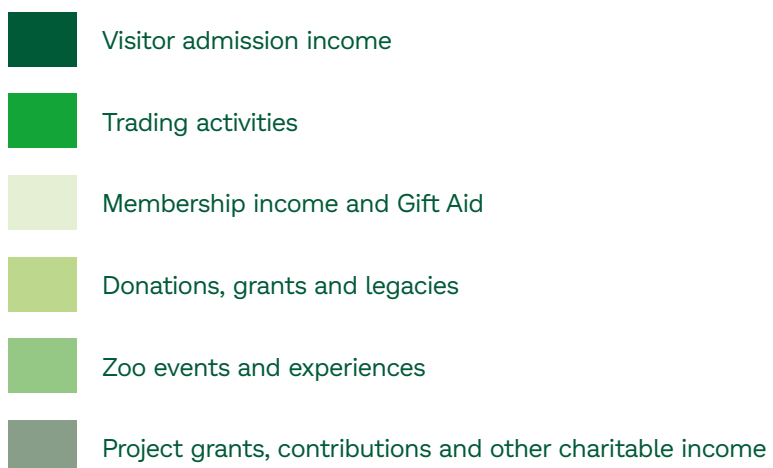 Visitor admission income
Trading activities
Membership income and Gift Aid
Donations, grants and legacies
Zoo events and experiences
Project grants, contributions and other charitable income